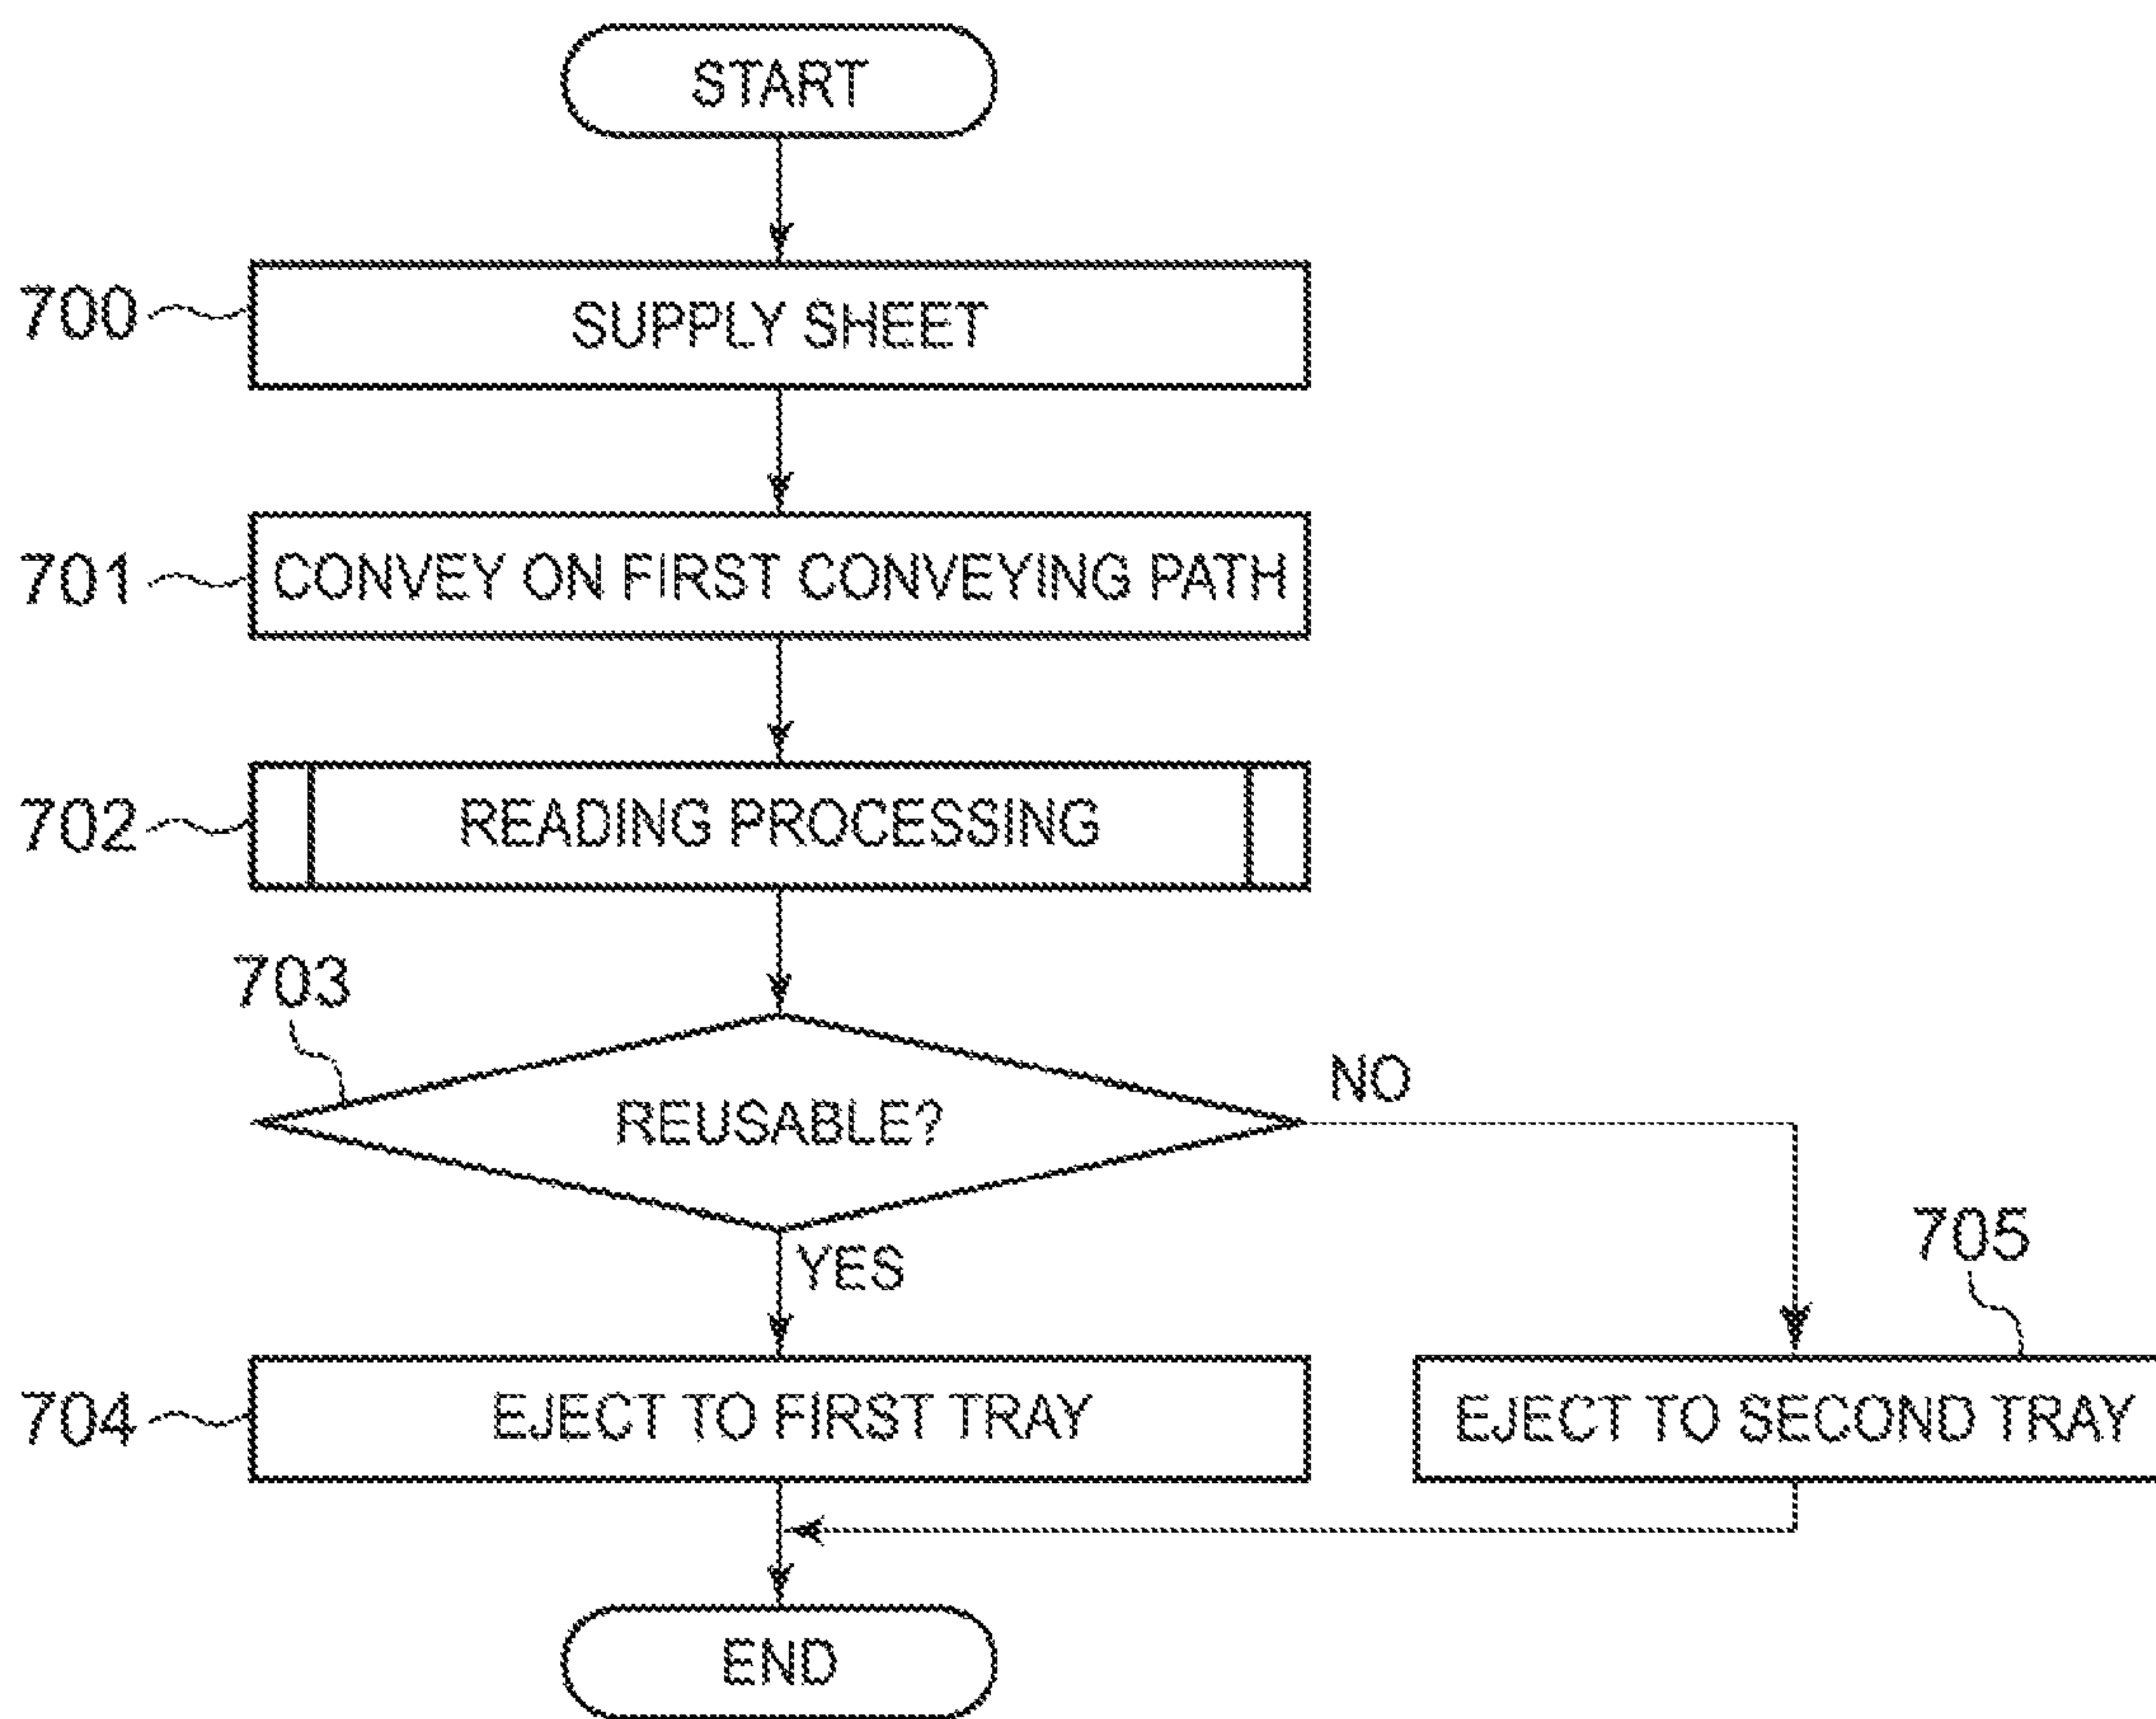 START
700
SUPPLY SHEET
701
CONVEY ON FIRST CONVEYING PATH
702
READING PROCESSING
703
REUSABLE?
NO
YES
705
704
EJECT TO FIRST TRAY
EJECT TO SECOND TRAY
END